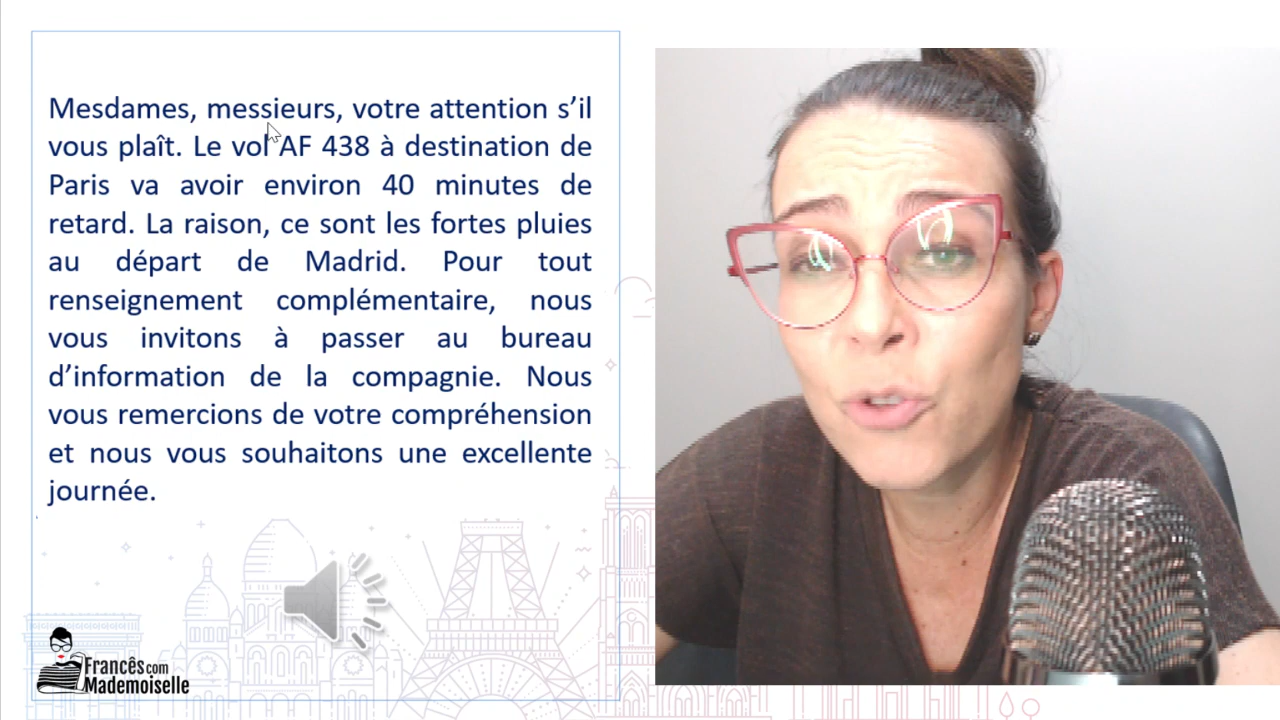 Mesdames, messieurs, votre attention s’il
vous plaît. Le vol AF 438 à destination de
Paris va avoir environ 40 minutes de
retard. La raison, ce sont les fortes pluies
au départ de Madrid. Pour tout
renseignement complémentaire, nous
vous invitons à passer au bureau
d’information de la compagnie. Nous
vous remercions de votre compréhension
et nous vous souhaitons une excellente
journée.
Francês com
Mademoiselle